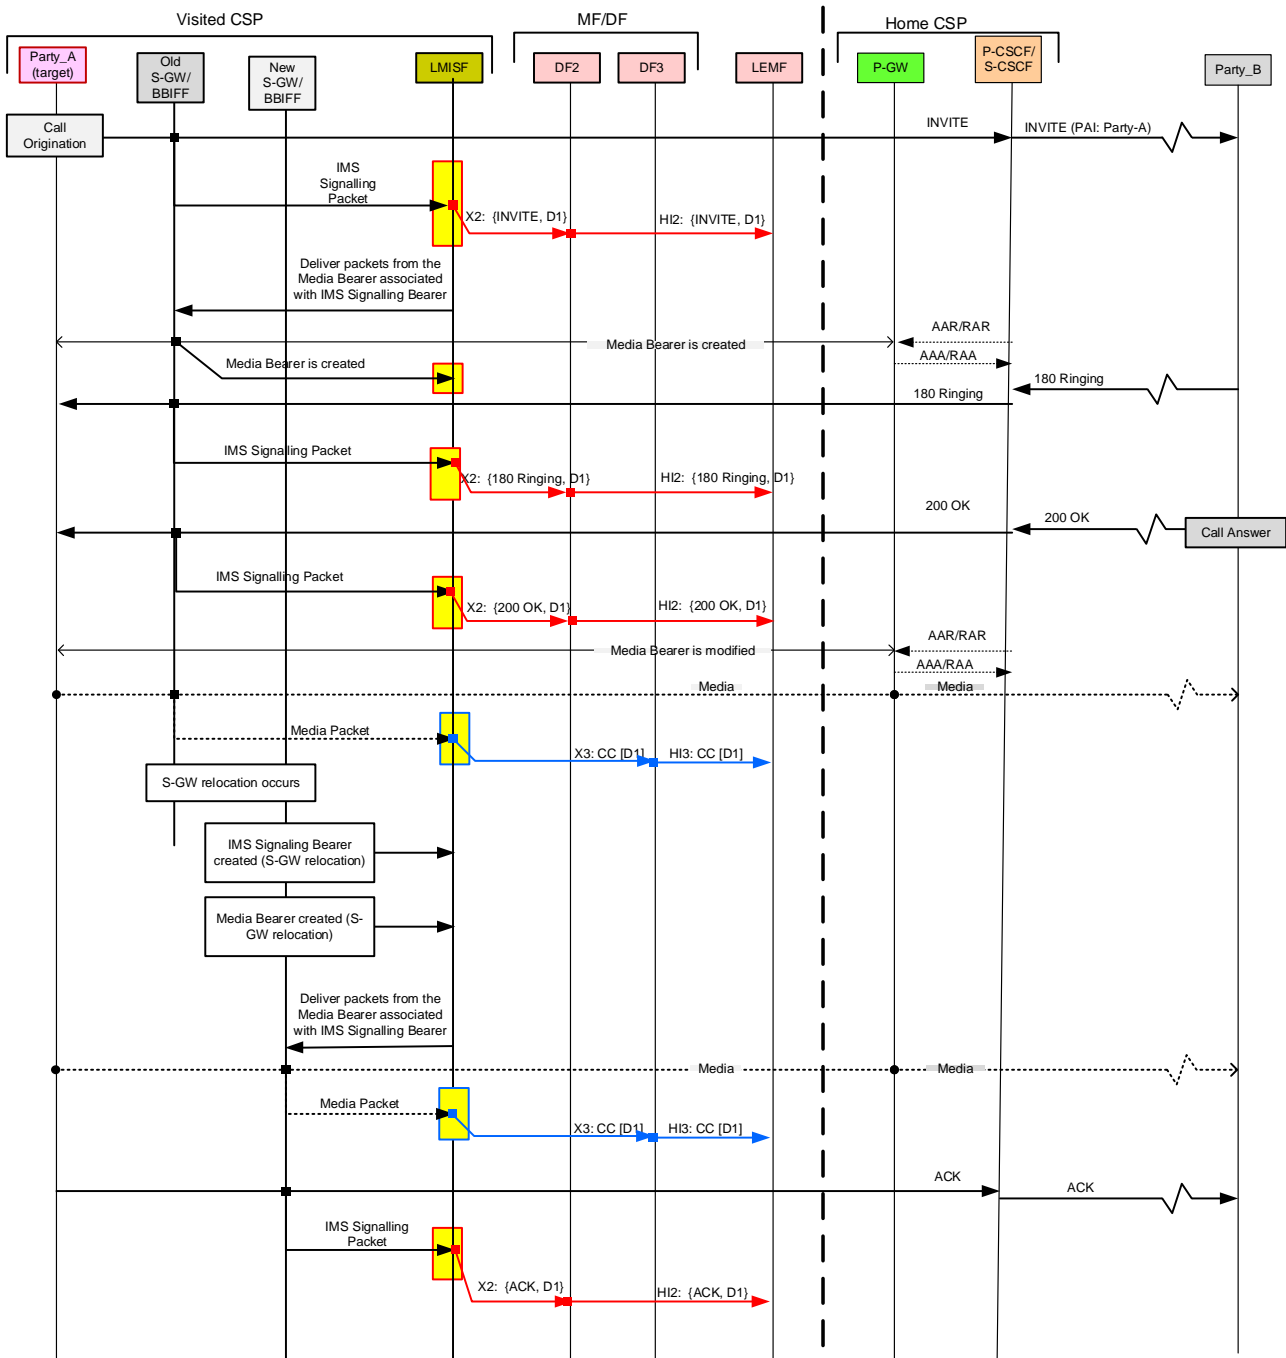 Visited CSP
MF/DF
Home CSP
Party_A
(target)
Old
S-GW/
BBIFF
New
S-GW/
BBIFF
LMISF
DF2
DF3
LEMF
P-GW
P-CSCF/
S-CSCF
Party_B
Call
Origination
INVITE
INVITE (PAI: Party-A)
IMS
Signalling
Packet
X2:  {INVITE, D1}
HI2:  {INVITE, D1}
Deliver packets from the
Media Bearer associated
with IMS Signalling Bearer
AAR/RAR
Media Bearer is created
AAA/RAA
Media Bearer is created
180 Ringing
180 Ringing
IMS Signalling Packet
X2:  {180 Ringing, D1}
HI2:  {180 Ringing, D1}
200 OK
200 OK
Call Answer
IMS Signalling Packet
X2:  {200 OK, D1}
HI2:  {200 OK, D1}
AAR/RAR
Media Bearer is modified
AAA/RAA
Media
Media
Media Packet
X3: CC [D1]
HI3: CC [D1]
S-GW relocation occurs
IMS Signaling Bearer
created (S-GW relocation)
Media Bearer created (S-
GW relocation)
Deliver packets from the
Media Bearer associated
with IMS Signalling Bearer
Media
Media
Media Packet
X3: CC [D1]
HI3: CC [D1]
ACK
ACK
IMS Signalling
Packet
X2:  {ACK, D1}
HI2:  {ACK, D1}